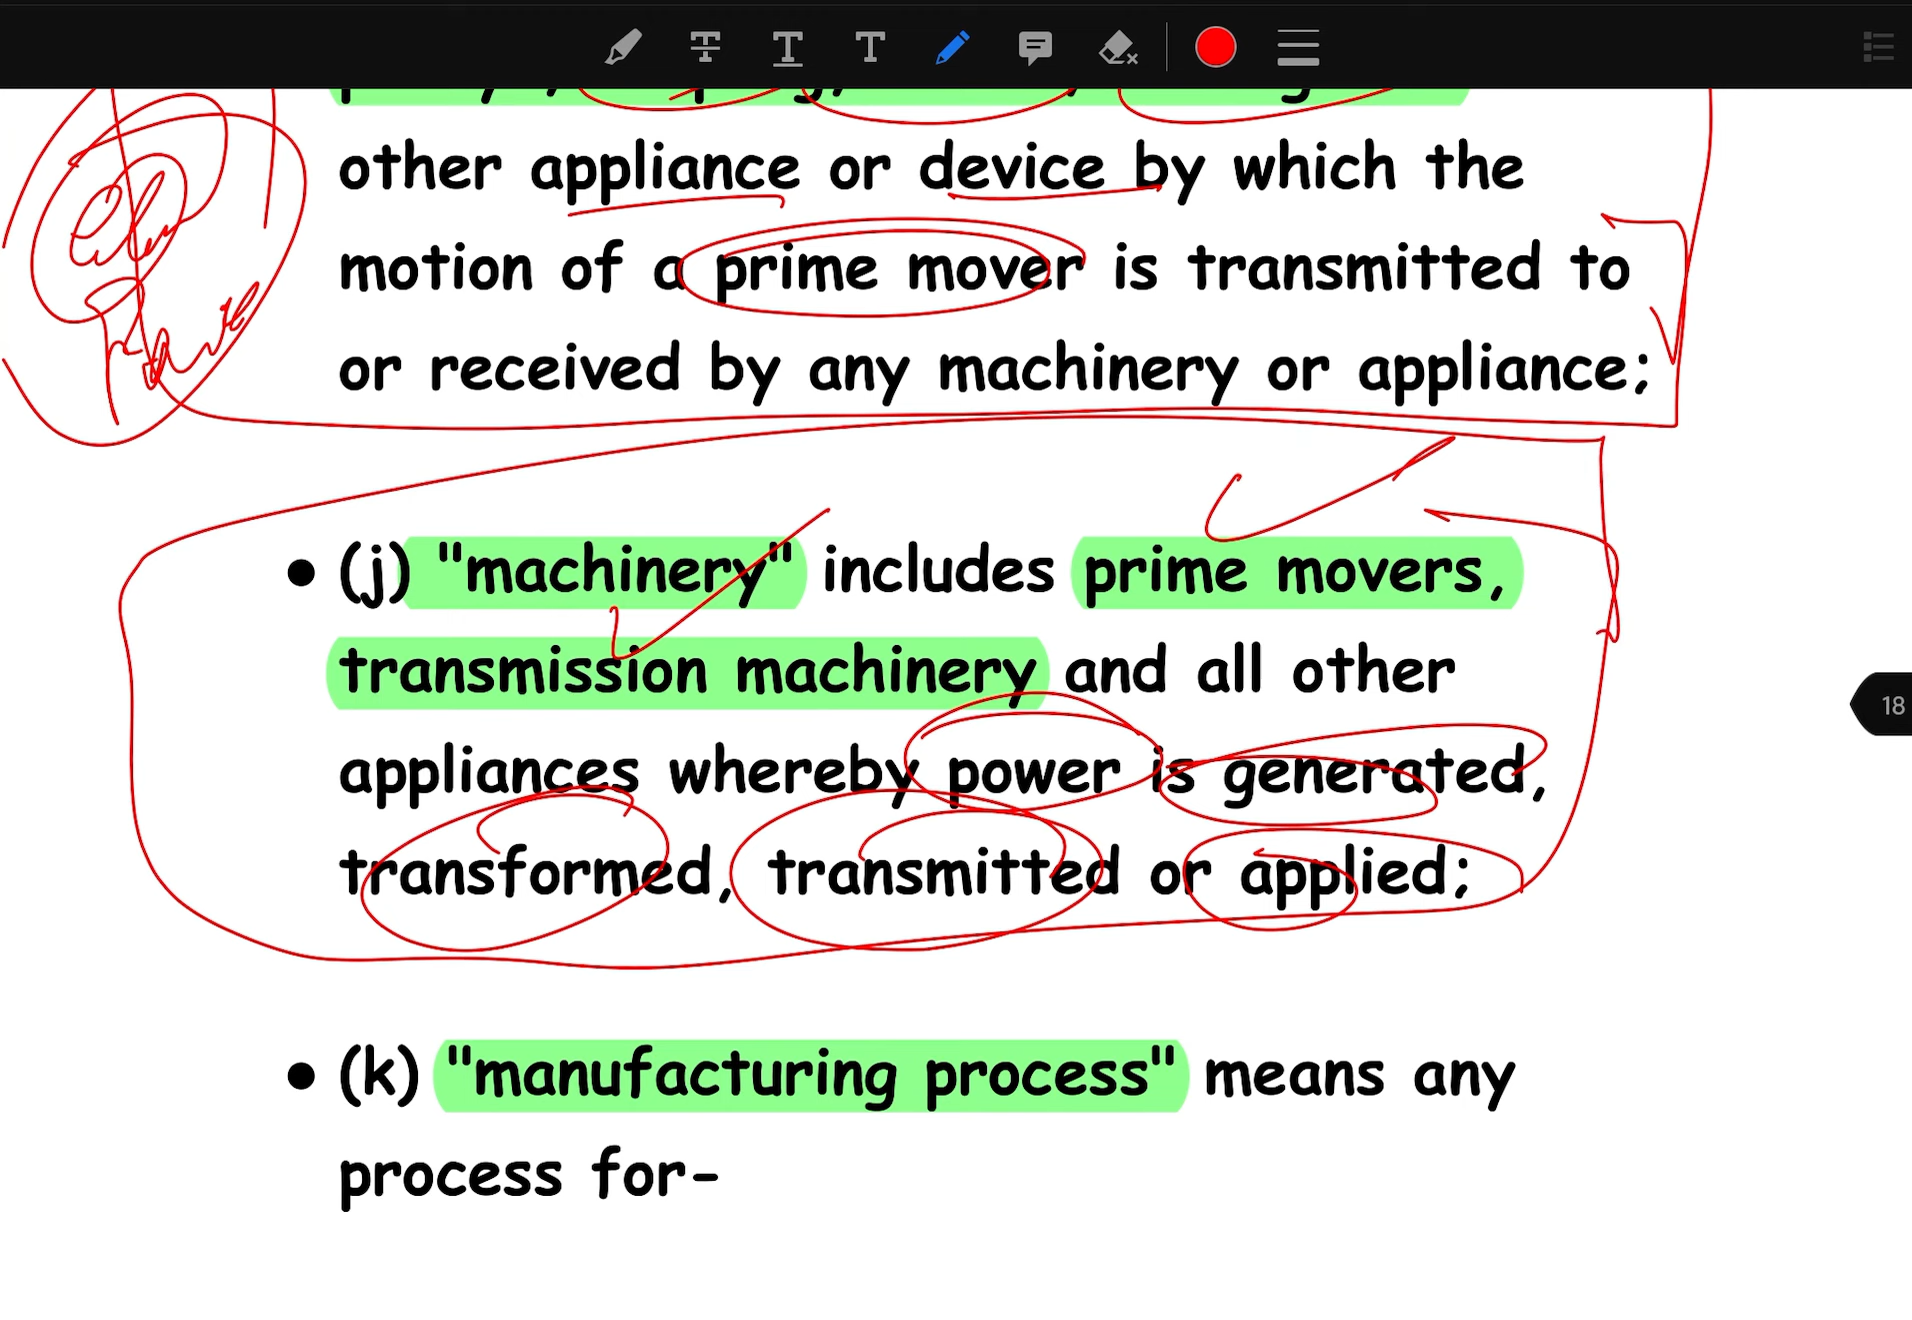 other appliance or device by which the
motion of a prime mover is transmitted to
or received by any machinery or appliance;
• (j) "machinery" includes prime movers,
transmission machinery and all other
appliances whereby power is generated,
transformed, transmitted or applied;
18
• (k) "manufacturing process" means any
process for-